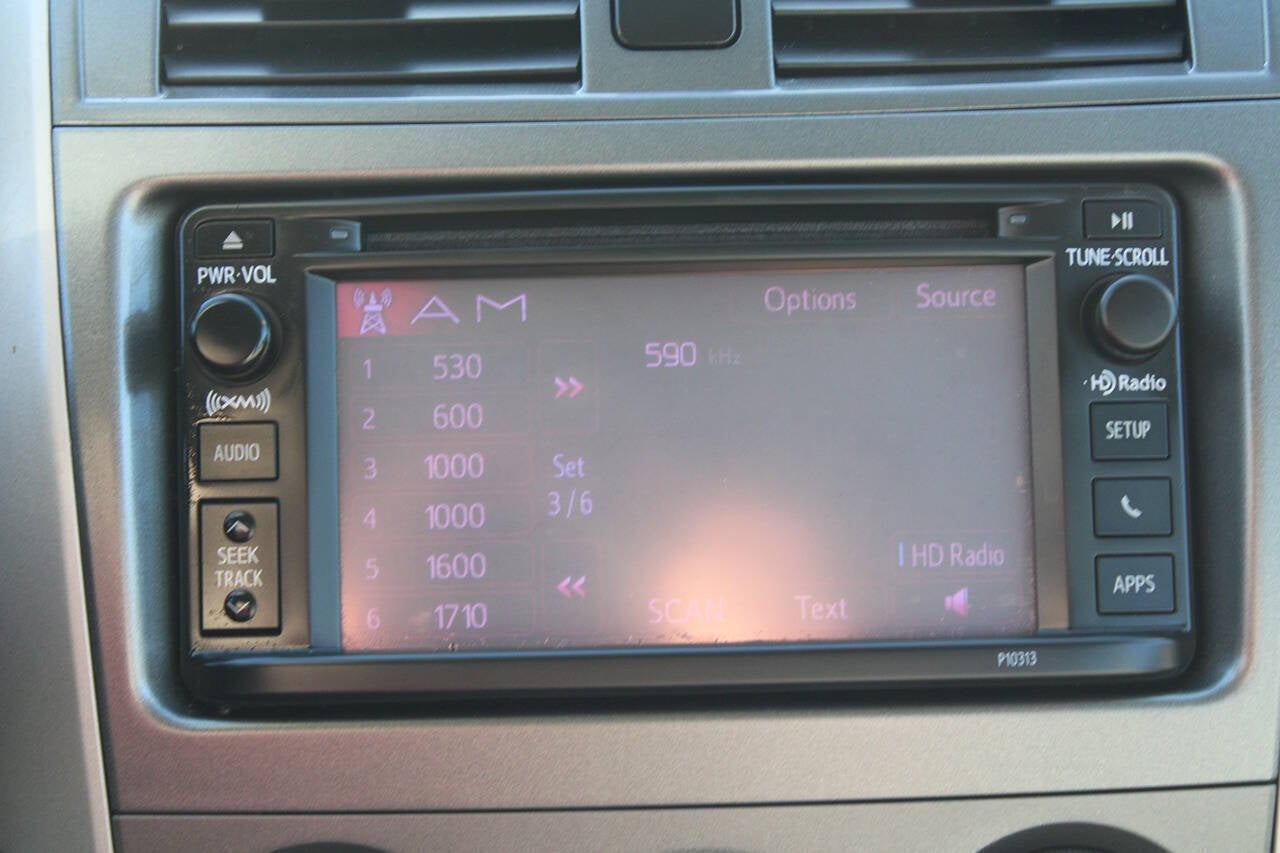 PWR·VOL
TUNE·SCROLL
AM
Options
Source
590 kHz
1 530
>>
2 600
3 1000
Set
3/6
4 1000
5 1600
<<
6 1710
SCAN
Text
HD Radio
(((XM)))
AUDIO
SEEK
TRACK
HD Radio
SETUP
APPS
P10313